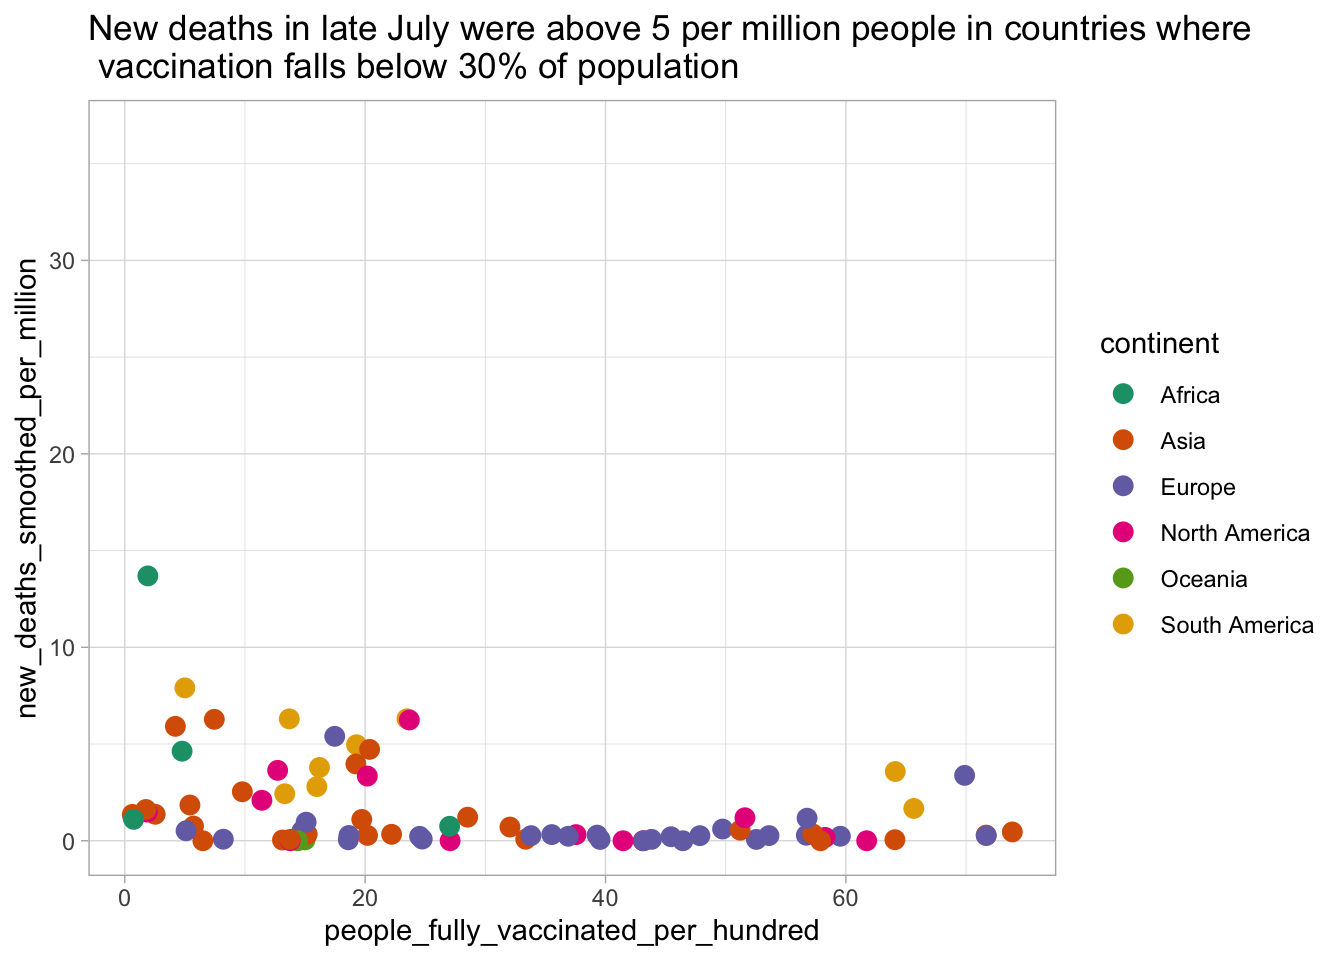 New deaths in late July were above 5 per million people in countries where
vaccination falls below 30% of population
new_deaths_smoothed_per_million
30
20
10
0
0 20 40 60
people_fully_vaccinated_per_hundred
continent
Africa
Asia
Europe
North America
Oceania
South America